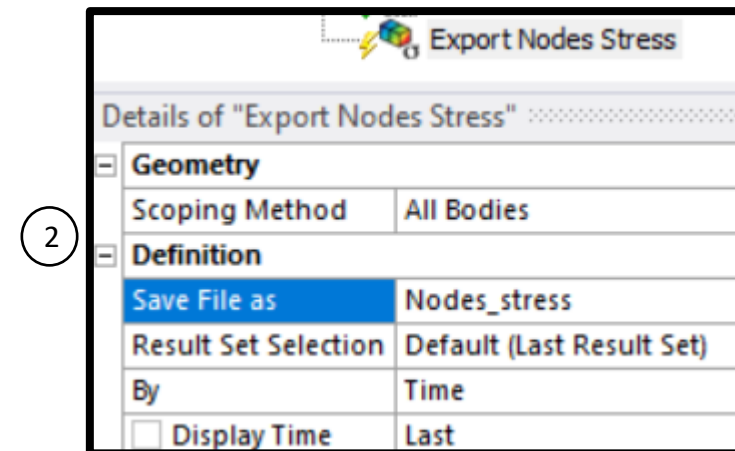 Export Nodes Stress
Details of "Export Nodes Stress"
Geometry
Scoping Method All Bodies
2
Definition
Save File as Nodes_stress
Result Set Selection Default (Last Result Set)
By Time
Display Time Last